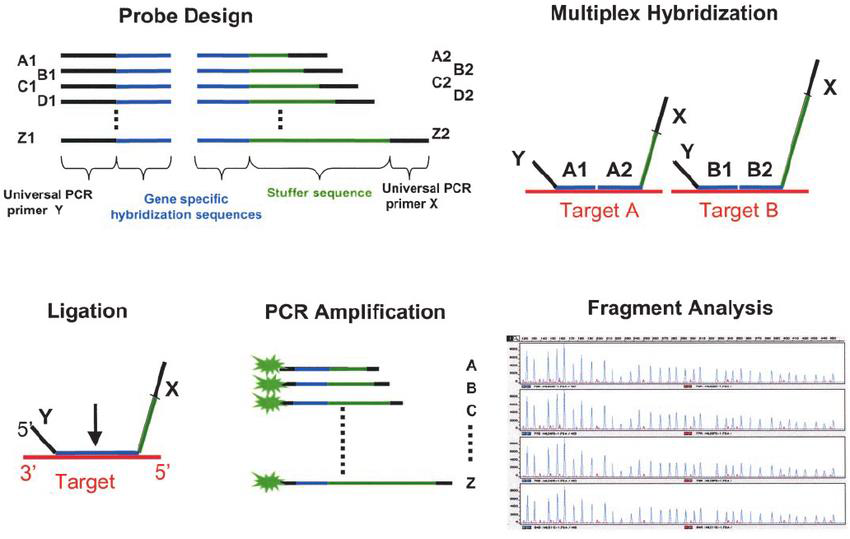 Probe Design
A1
B1
C1
D1
Z1
A2
B2
C2
D2
Z2
Universal PCR
primer Y
Gene specific
hybridization sequences
Stuffer sequence
Universal PCR
primer X
Multiplex Hybridization
Y
A1
A2
X
Target A
Y
B1
B2
X
Target B
Ligation
5'
Y
X
3'
Target
5'
PCR Amplification
A
B
C
Z
Fragment Analysis